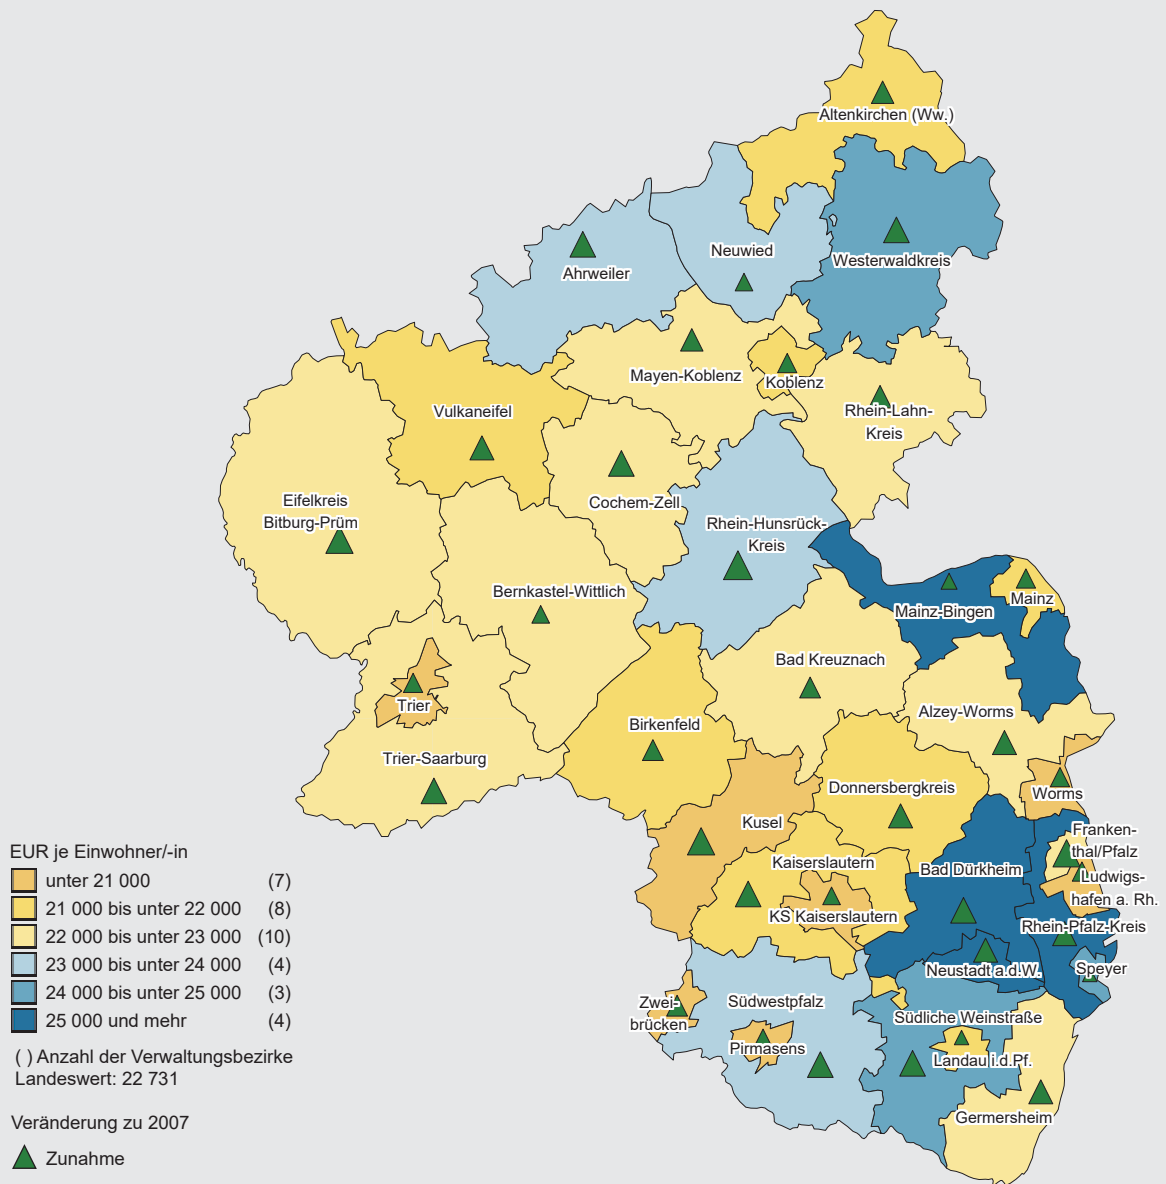 Altenkirchen (Ww.)
Neuwied
Westerwaldkreis
Ahrweiler
Mayen-Koblenz
Koblenz
Rhein-Lahn-
Kreis
Vulkaneifel
Cochem-Zell
Eifelkreis
Bitburg-Prüm
Rhein-Hunsrück-
Kreis
Bernkastel-Wittlich
Mainz-Bingen
Mainz
Bad Kreuznach
Trier
Alzey-Worms
Birkenfeld
Trier-Saarburg
Donnersbergkreis
Worms
Kusel
Franken-
thal/Pfalz
Kaiserslautern
Bad Dürkheim
Ludwigs-
hafen a. Rh.
KS Kaiserslautern
Rhein-Pfalz-Kreis
Neustadt a.d.W.
Speyer
Zwei-
brücken
Südwestpfalz
Südliche Weinstraße
Pirmasens
Landau i.d.Pf.
Germersheim
EUR je Einwohner/-in
unter 21 000 (7)
21 000 bis unter 22 000 (8)
22 000 bis unter 23 000 (10)
23 000 bis unter 24 000 (4)
24 000 bis unter 25 000 (3)
25 000 und mehr (4)
( ) Anzahl der Verwaltungsbezirke
Landeswert: 22 731
Veränderung zu 2007
Zunahme